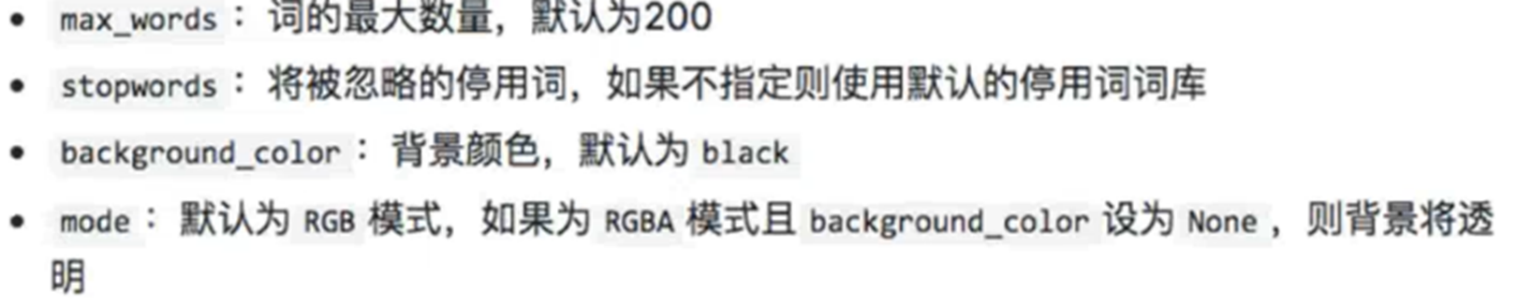 • max_words： 词的最大数量，默认为200
• stopwords： 将被忽略的停用词，如果不指定则使用默认的停用词词库
• background_color： 背景颜色，默认为 black
• mode： 默认为 RGB 模式，如果为 RGBA 模式且 background_color 设为 None ，则背景将透
明